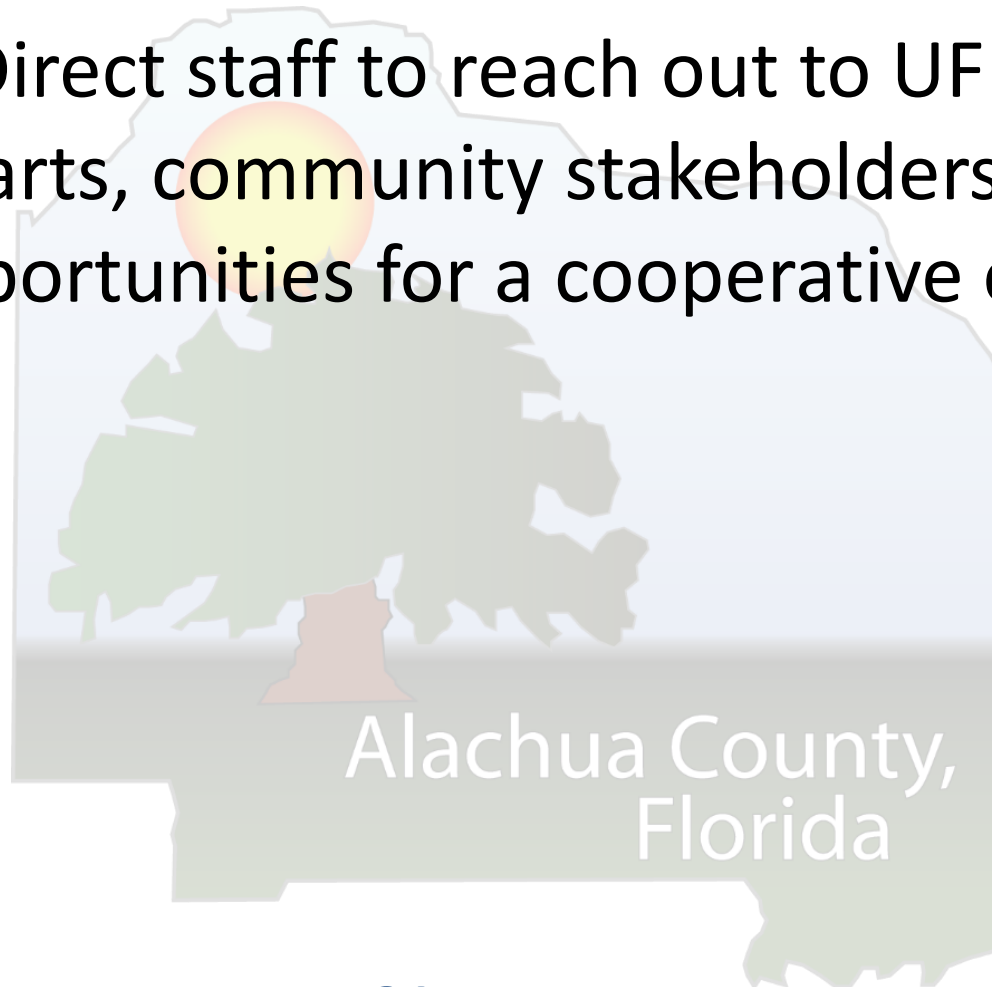 Direct staff to reach out to UF
arts, community stakeholders
portunities for a cooperative
Alachua County,
Florida